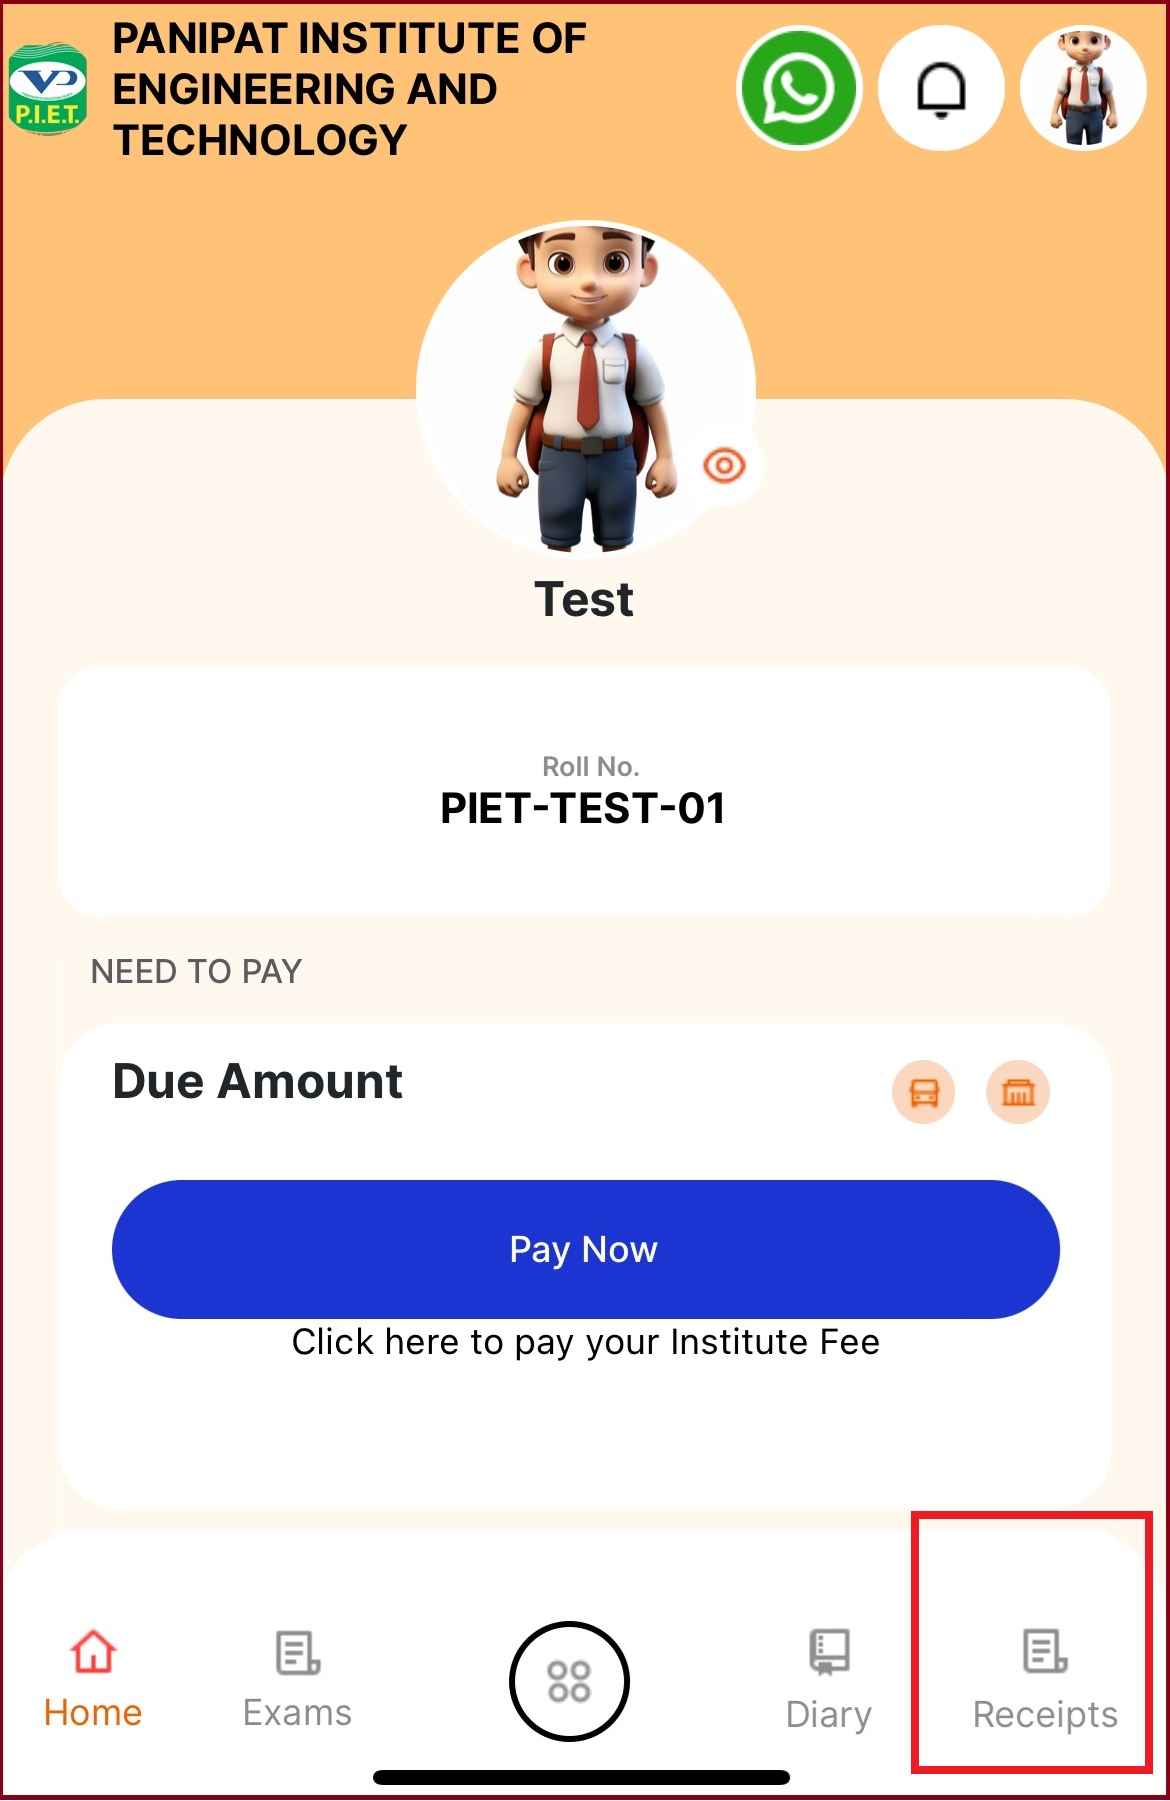 PANIPAT INSTITUTE OF
ENGINEERING AND
TECHNOLOGY
P.I.E.T.
Test
Roll No.
PIET-TEST-01
NEED TO PAY
Due Amount
Pay Now
Click here to pay your Institute Fee
Home
Exams
Diary
Receipts